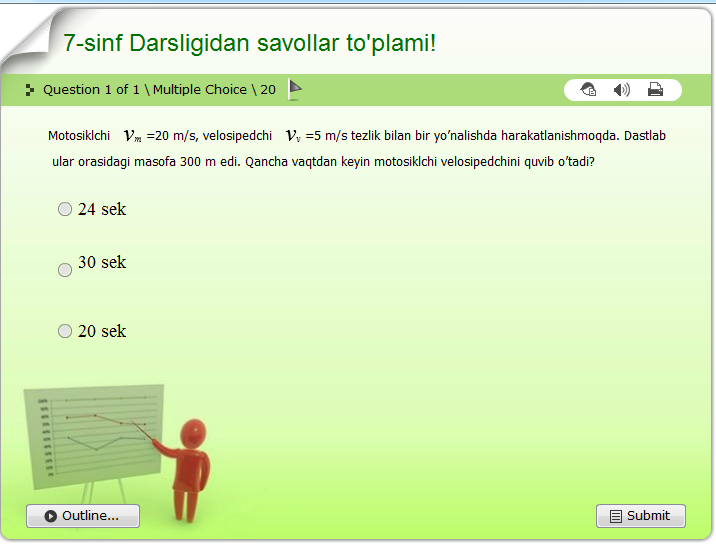 7-sinf Darsligidan savollar to'plami!
Question 1 of 1 \ Multiple Choice \ 20
Motosiklchi vm =20 m/s, velosipedchi vv =5 m/s tezlik bilan bir yo’nalishda harakatlanishmoqda. Dastlab
ular orasidagi masofa 300 m edi. Qancha vaqtdan keyin motosiklchi velosipedchini quvib o’tadi?
24 sek
30 sek
20 sek
Outline...
Submit